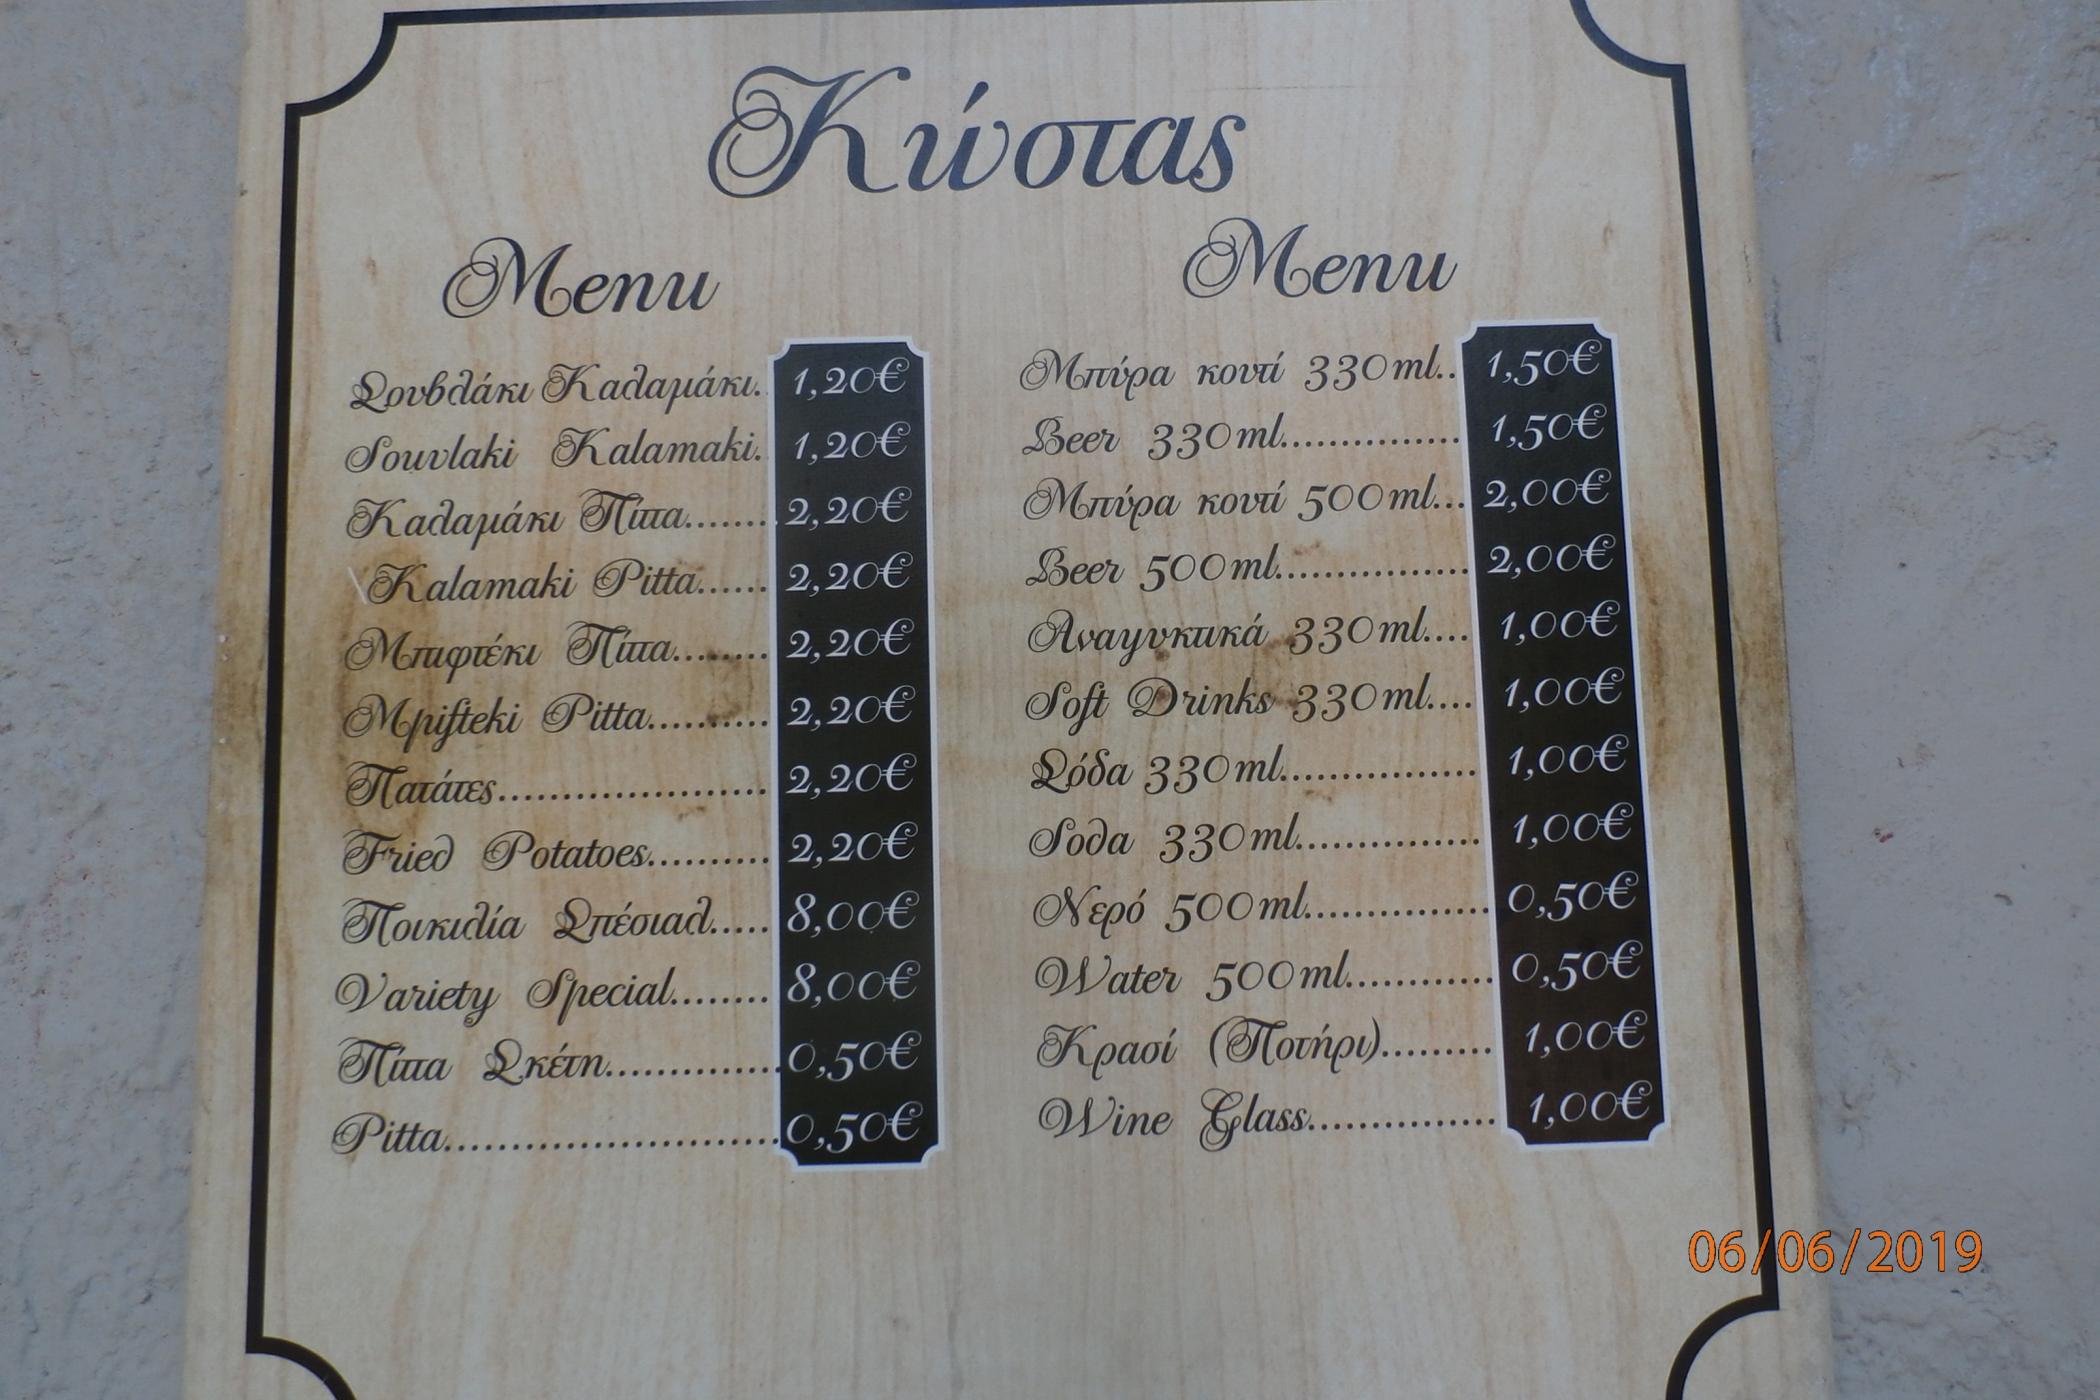 Κώστας
Menu
Σουβλάκι Καλαμάκι. 1,20€
Souvlaki Kalamaki. 1,20€
Καλαμάκι Πίττα....... 2,20€
Kalamaki Pitta...... 2,20€
Μπιφτέκι Πίττα........ 2,20€
Mpifteki Pitta.......... 2,20€
Πατάτες...................... 2,20€
Fried Potatoes.......... 2,20€
Ποικιλία Σπέσιαλ..... 8,00€
Variety Special........ 8,00€
Πίττα Σκέτη.............. 0,50€
Pitta........................... 0,50€
Menu
Μπύρα κουτί 330ml.. 1,50€
Beer 330ml............... 1,50€
Μπύρα κουτί 500ml... 2,00€
Beer 500ml................ 2,00€
Αναψυκτικά 330ml.... 1,00€
Soft Drinks 330ml.... 1,00€
Σόδα 330ml................ 1,00€
Soda 330ml............... 1,00€
Νερό 500ml............... 0,50€
Water 500ml............ 0,50€
Κρασί (Ποτήρι)......... 1,00€
Wine Glass............... 1,00€
06/06/2019